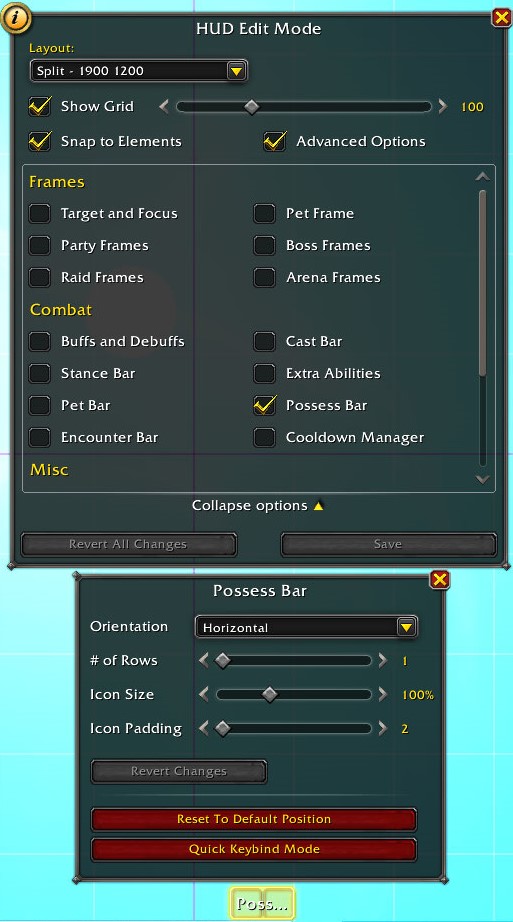 HUD Edit Mode
Layout:
Split - 1900 1200
Show Grid 100
Snap to Elements Advanced Options
Frames
Target and Focus Pet Frame
Party Frames Boss Frames
Raid Frames Arena Frames
Combat
Buffs and Debuffs Cast Bar
Stance Bar Extra Abilities
Pet Bar Possess Bar
Encounter Bar Cooldown Manager
Misc
Collapse options
Revert All Changes Save
Possess Bar
Orientation Horizontal
# of Rows 1
Icon Size 100%
Icon Padding 2
Revert Changes
Reset To Default Position
Quick Keybind Mode
Poss...